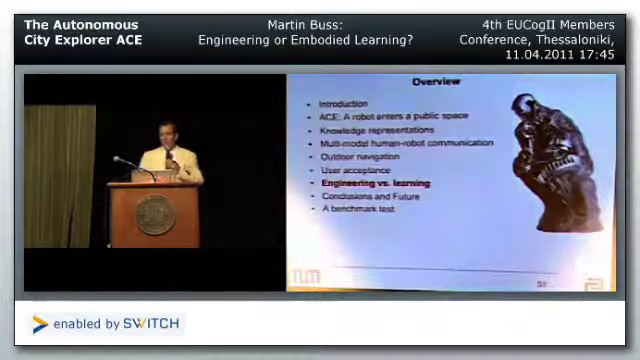 The Autonomous
City Explorer ACE
Martin Buss:
Engineering or Embodied Learning?
4th EUCogII Members
Conference, Thessaloniki,
11.04.2011 17:45
Overview
• Introduction
• ACE: A robot enters a public space
• Knowledge representations
• Multi-modal human-robot communication
• Outdoor navigation
• User acceptance
• Engineering vs. learning
• Conclusions and Future
• A benchmark test
TUM
enabled by SWITCH